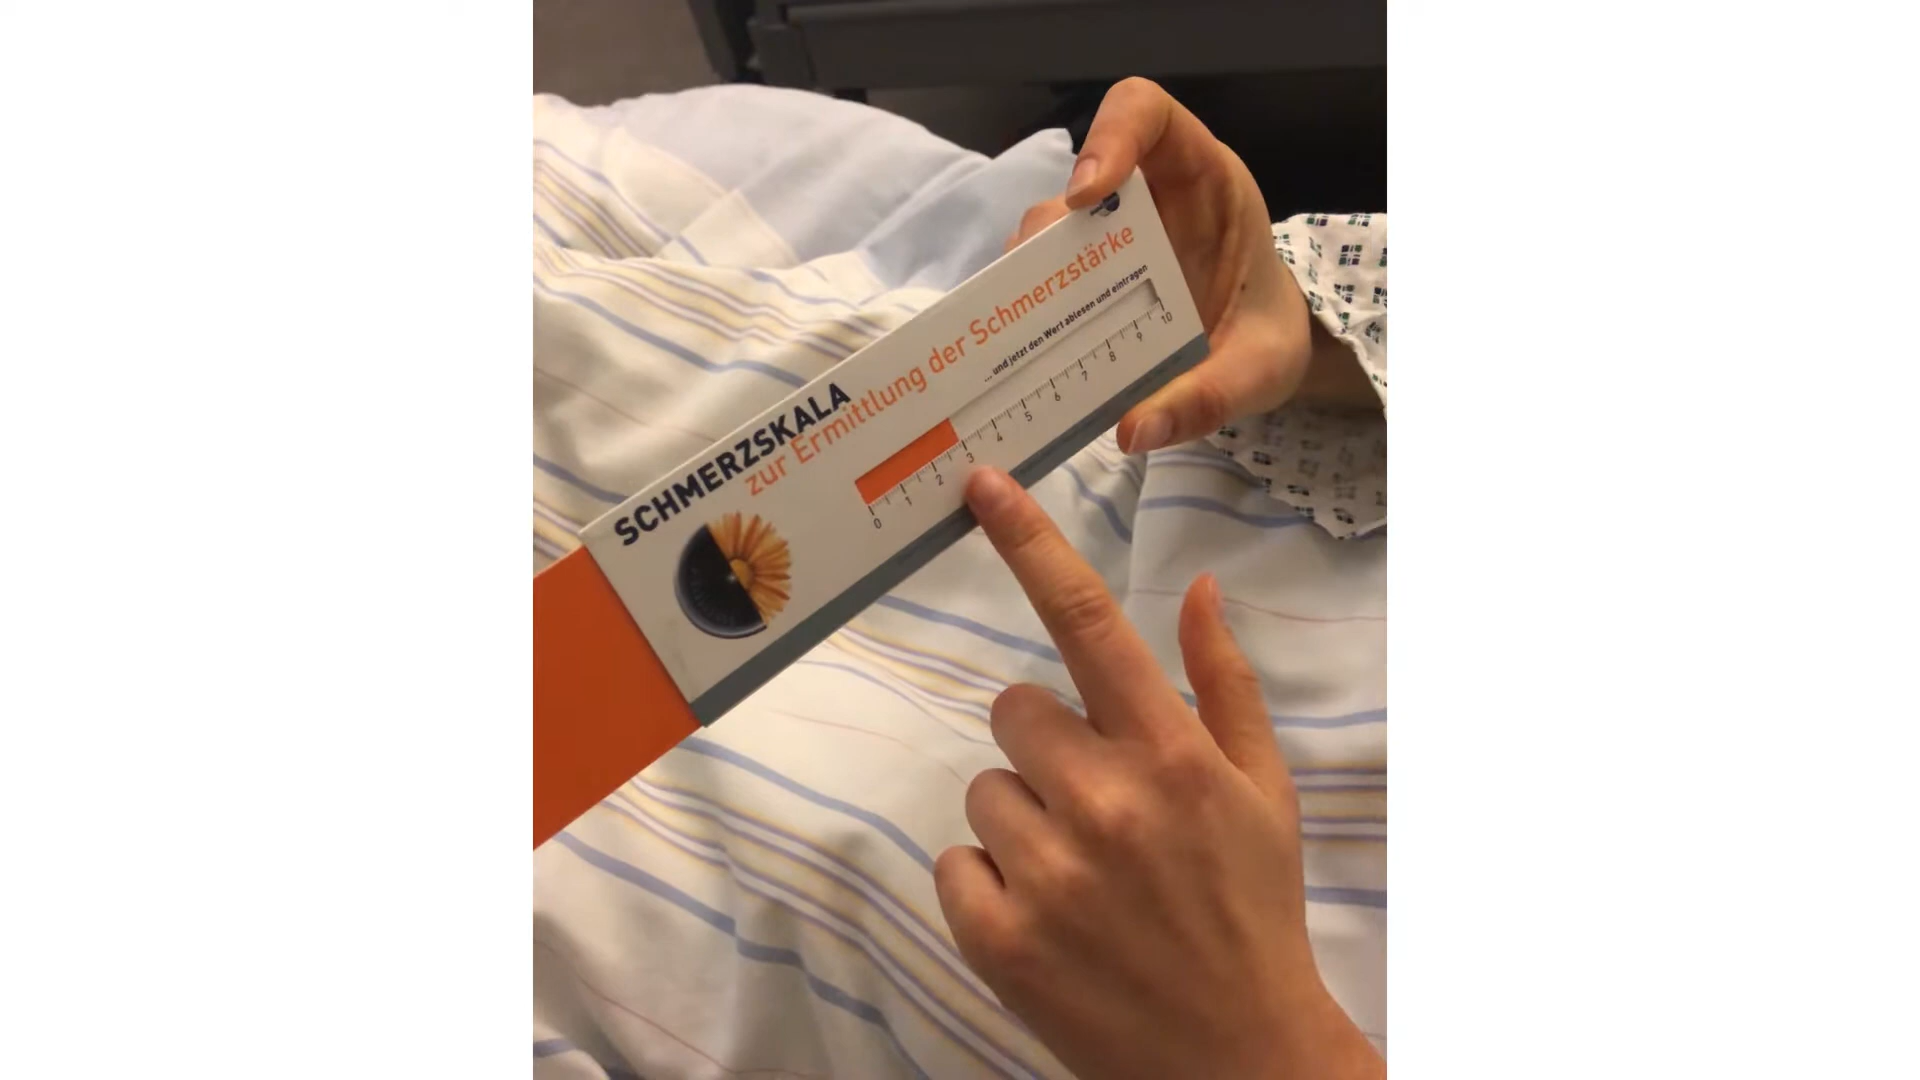 SCHMERZSKALA
zur Ermittlung der Schmerzstärke
... und jetzt den Wert ablesen und eintragen
0 1 2 3 4 5 6 7 8 9 10